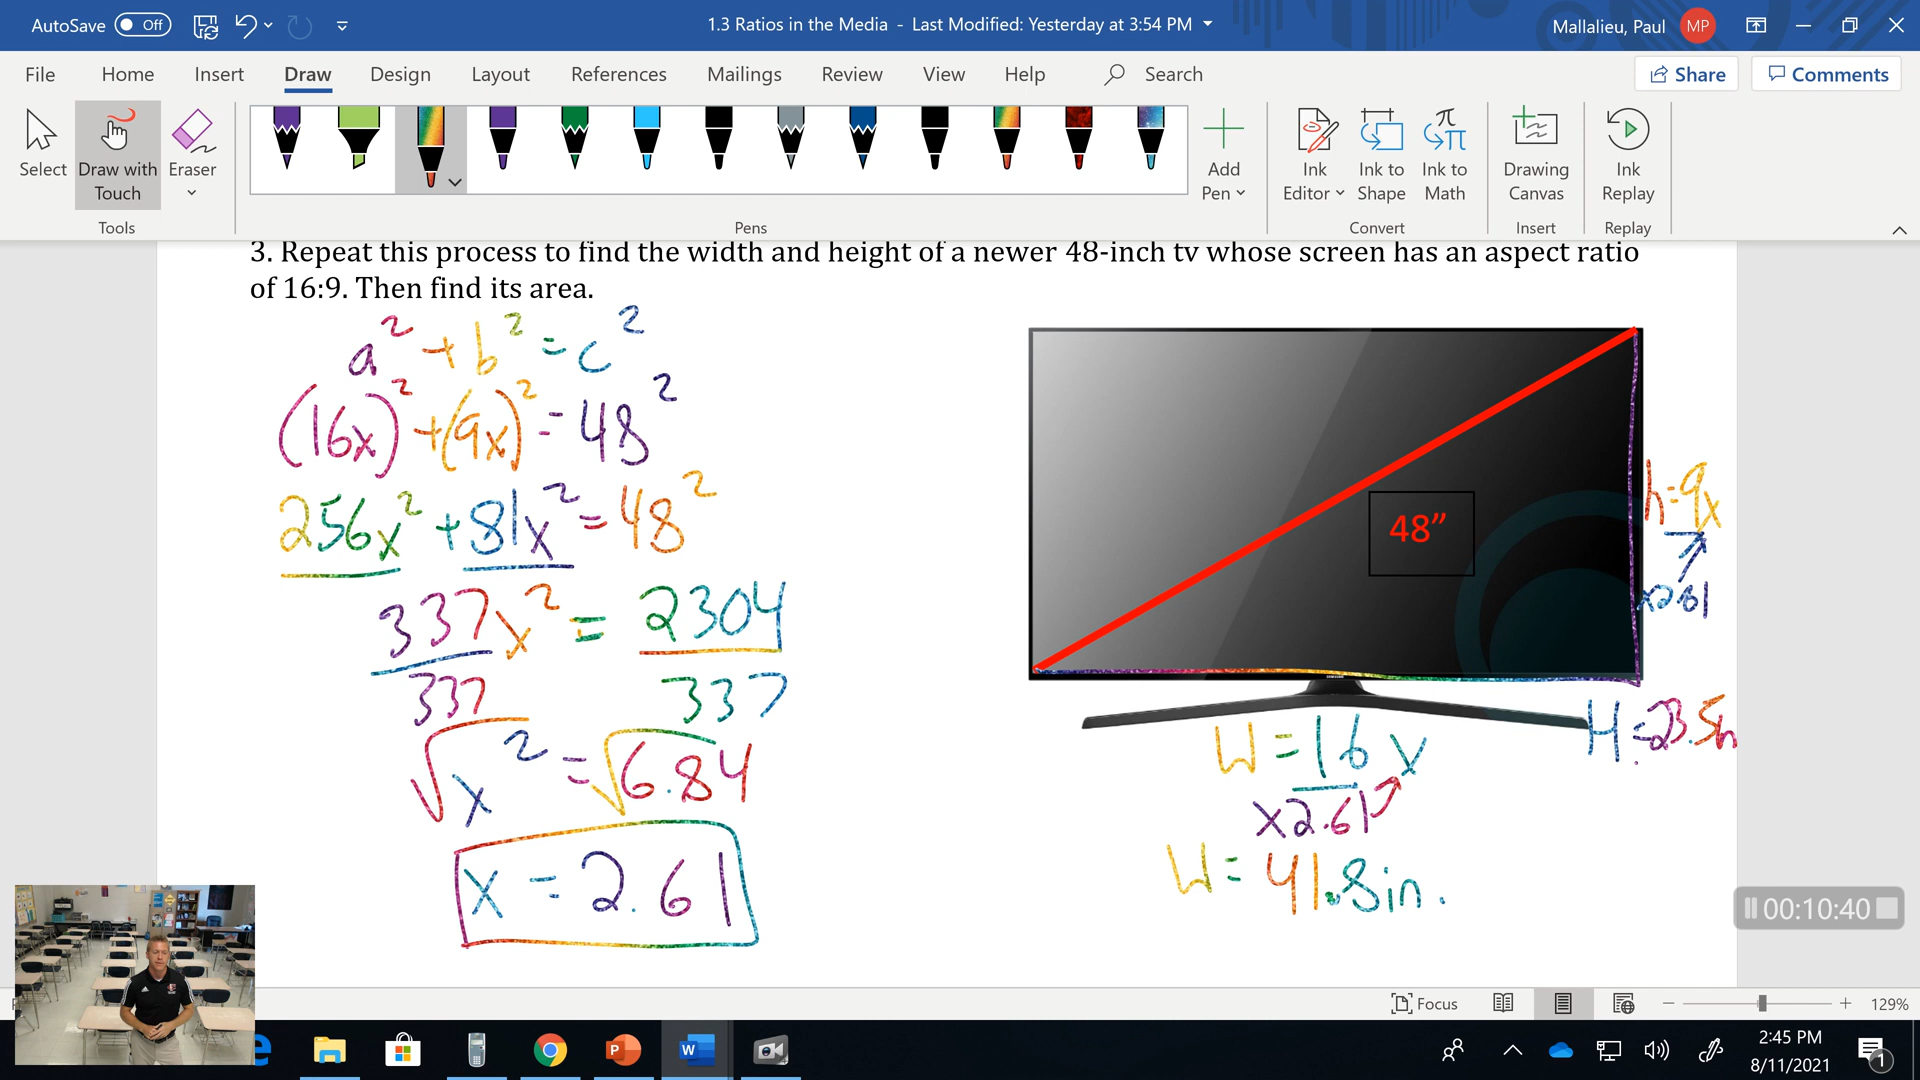 AutoSave Off
1.3 Ratios in the Media - Last Modified: Yesterday at 3:54 PM
Mallalieu, Paul MP
File Home Insert Draw Design Layout References Mailings Review View Help Search
Share Comments
Select
Draw with Touch
Eraser
Add Pen
Ink Editor
Ink to Shape
Ink to Math
Drawing Canvas
Ink Replay
Tools Pens Convert Insert Replay
3. Repeat this process to find the width and height of a newer 48-inch tv whose screen has an aspect ratio
of 16:9. Then find its area.
a² + b² = c²
(16x)² + (9x)² = 48²
256x² + 81x² = 48²
337x² = 2304
337 337
√x² = √6.84
x = 2.61
48”
h = 9x
x2.61
SAMSUNG
H = 23.5in
W = 16x
x2.61
W = 41.8in.
00:10:40
Focus
129%
2:45 PM
8/11/2021
1